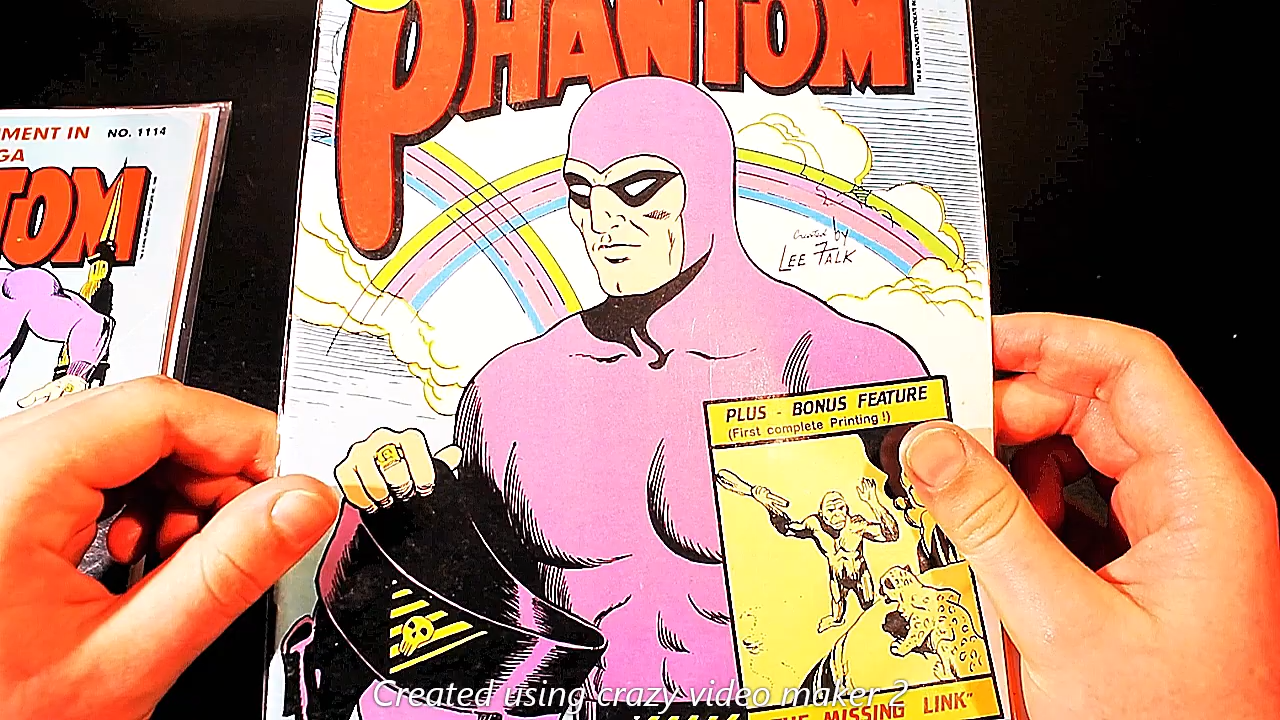 PHANTOM
MENT IN NO. 1114
GA
TOM
Created by
LEE FALK
PLUS - BONUS FEATURE
(First complete Printing!)
MISSING LINK"
Created using crazy video maker 2